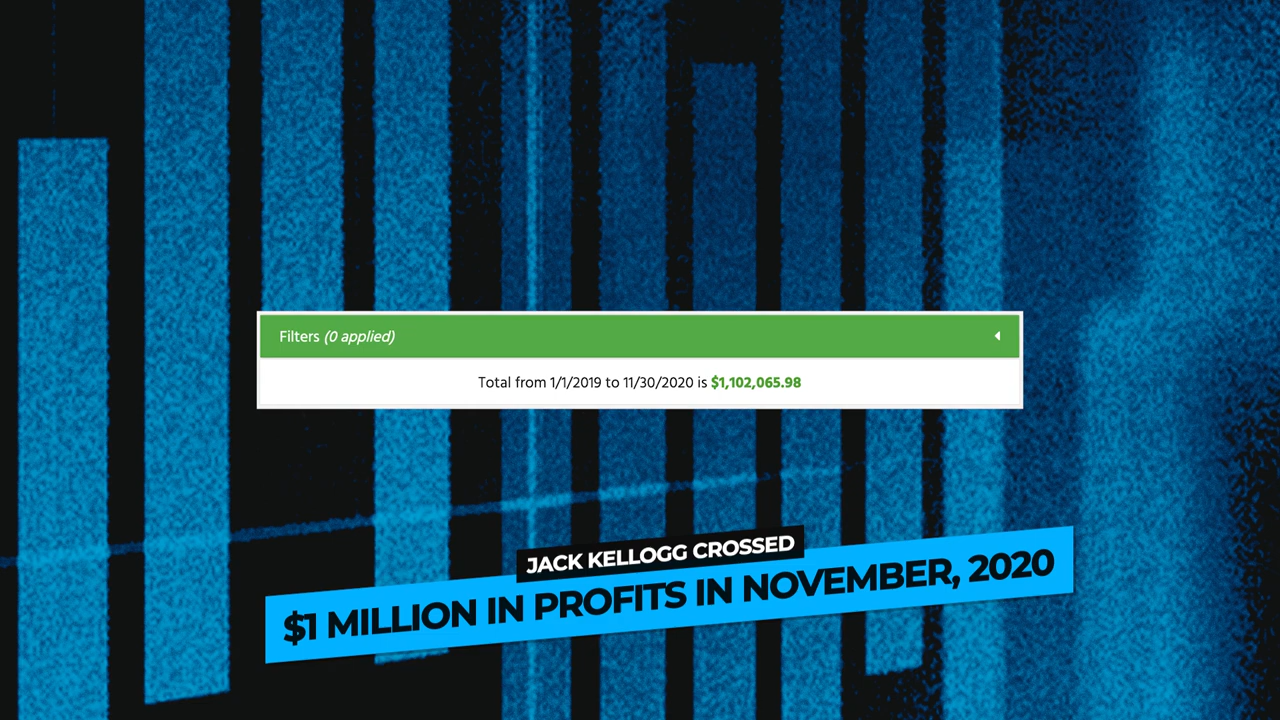 Filters (0 applied)
Total from 1/1/2019 to 11/30/2020 is $1,102,065.98
JACK KELLOGG CROSSED
$1 MILLION IN PROFITS IN NOVEMBER, 2020